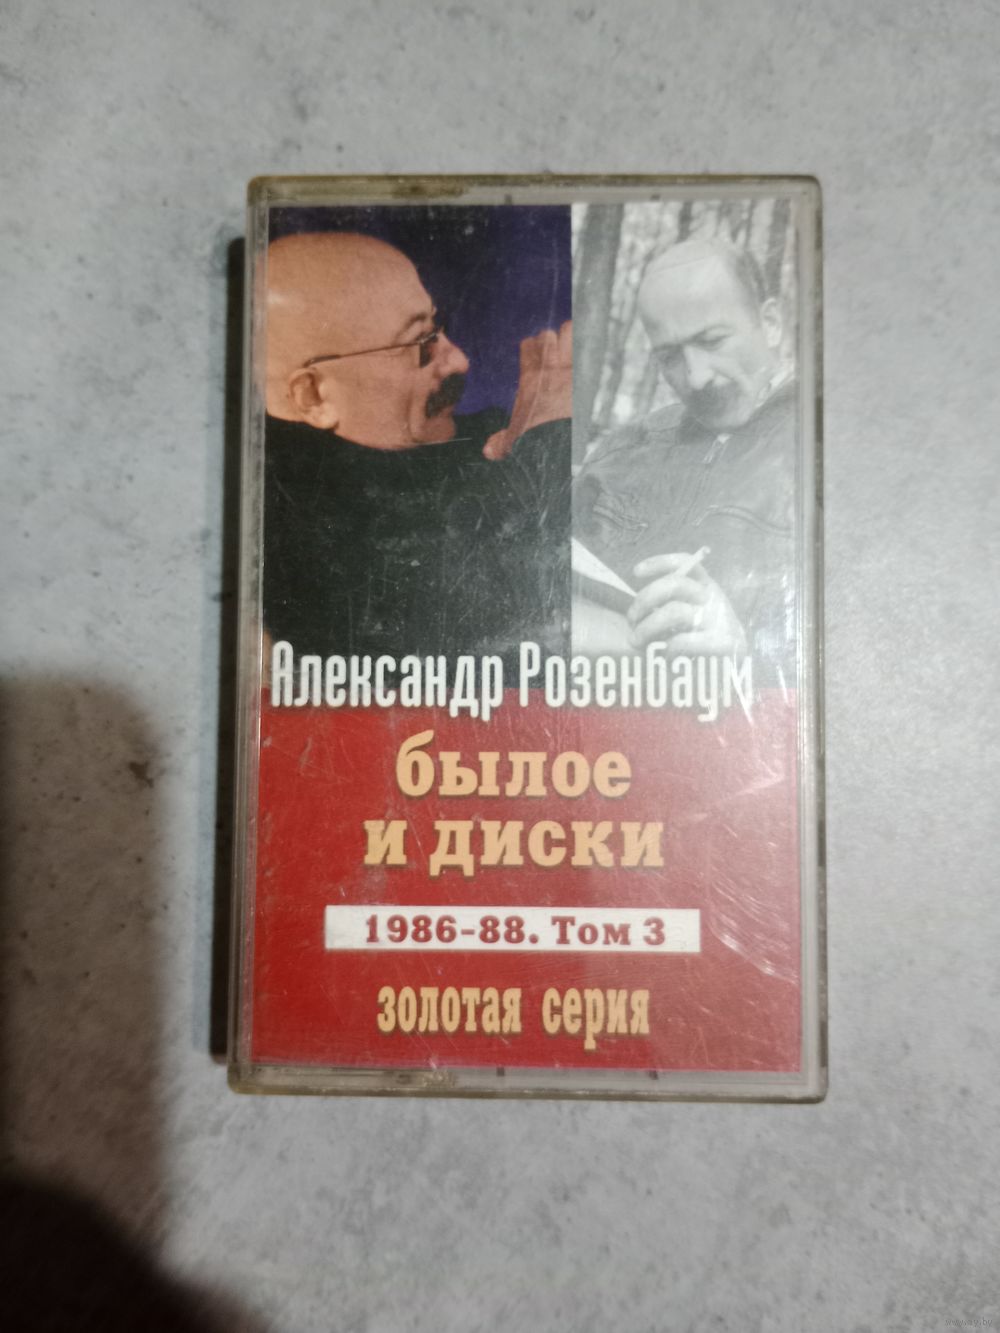 Александр Розенбаум
былое
и диски
1986-88. Том 3
золотая серия